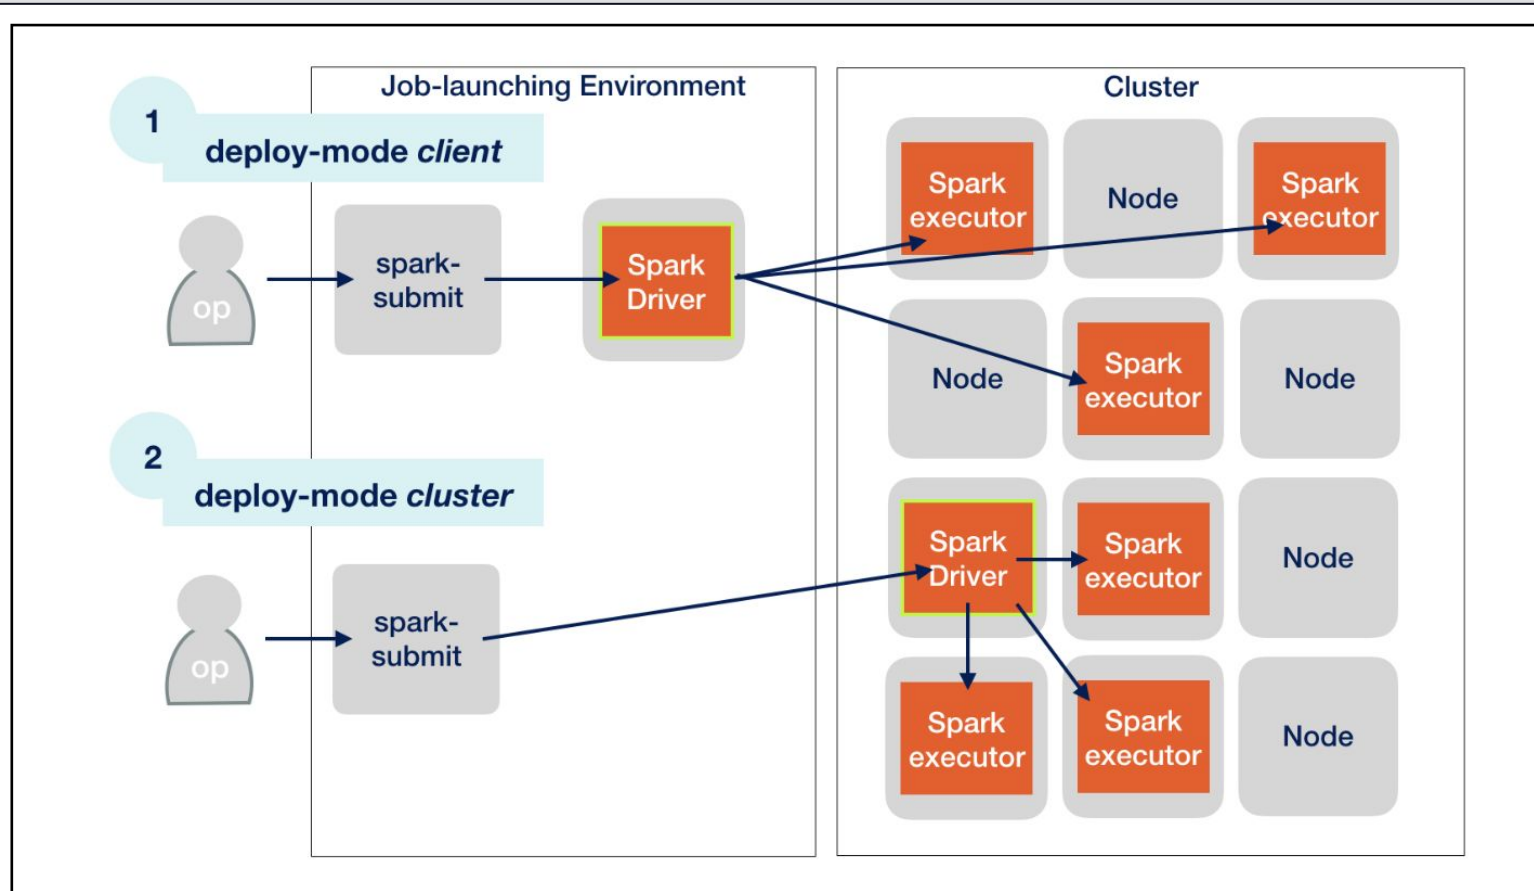 Job-launching Environment
Cluster
1
deploy-mode client
op
spark-
submit
Spark
Driver
Spark
executor
Node
Spark
executor
Node
Spark
executor
Node
2
deploy-mode cluster
op
spark-
submit
Spark
Driver
Spark
executor
Node
Spark
executor
Spark
executor
Node